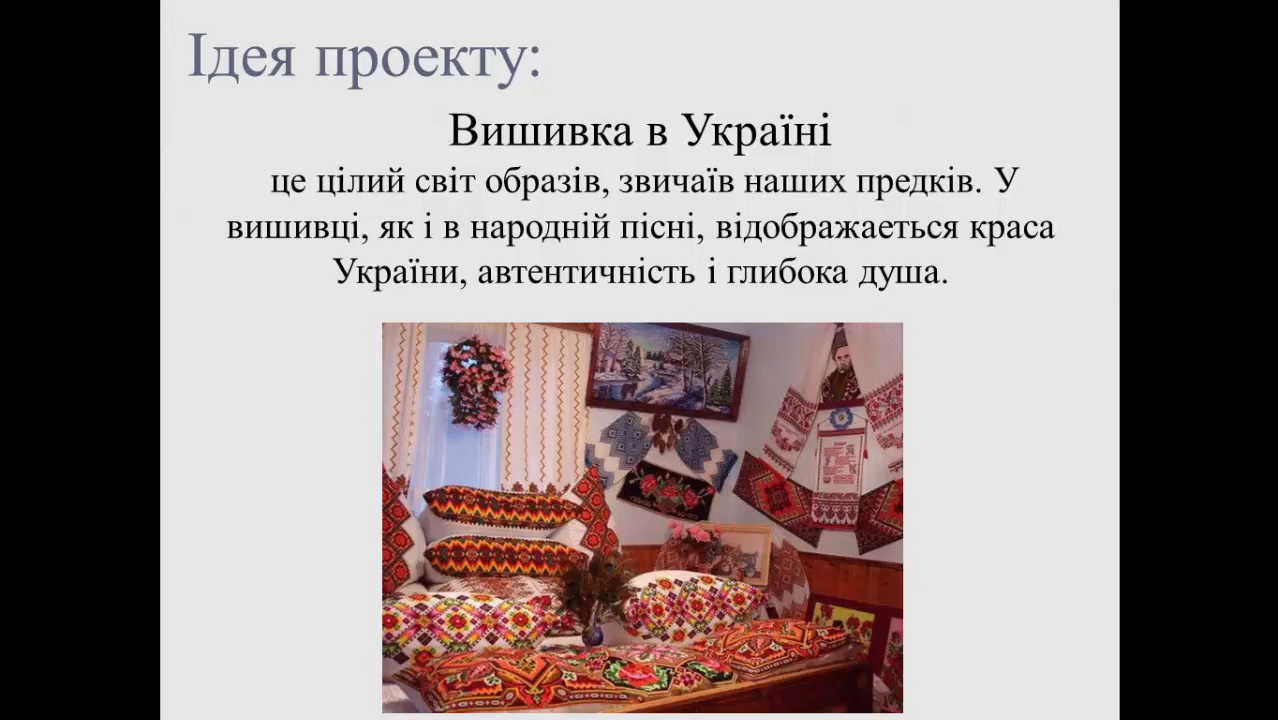 Ідея проекту:
Вишивка в Україні
це цілий світ образів, звичаїв наших предків. У
вишивці, як і в народній пісні, відображаеться краса
України, автентичність і глибока душа.